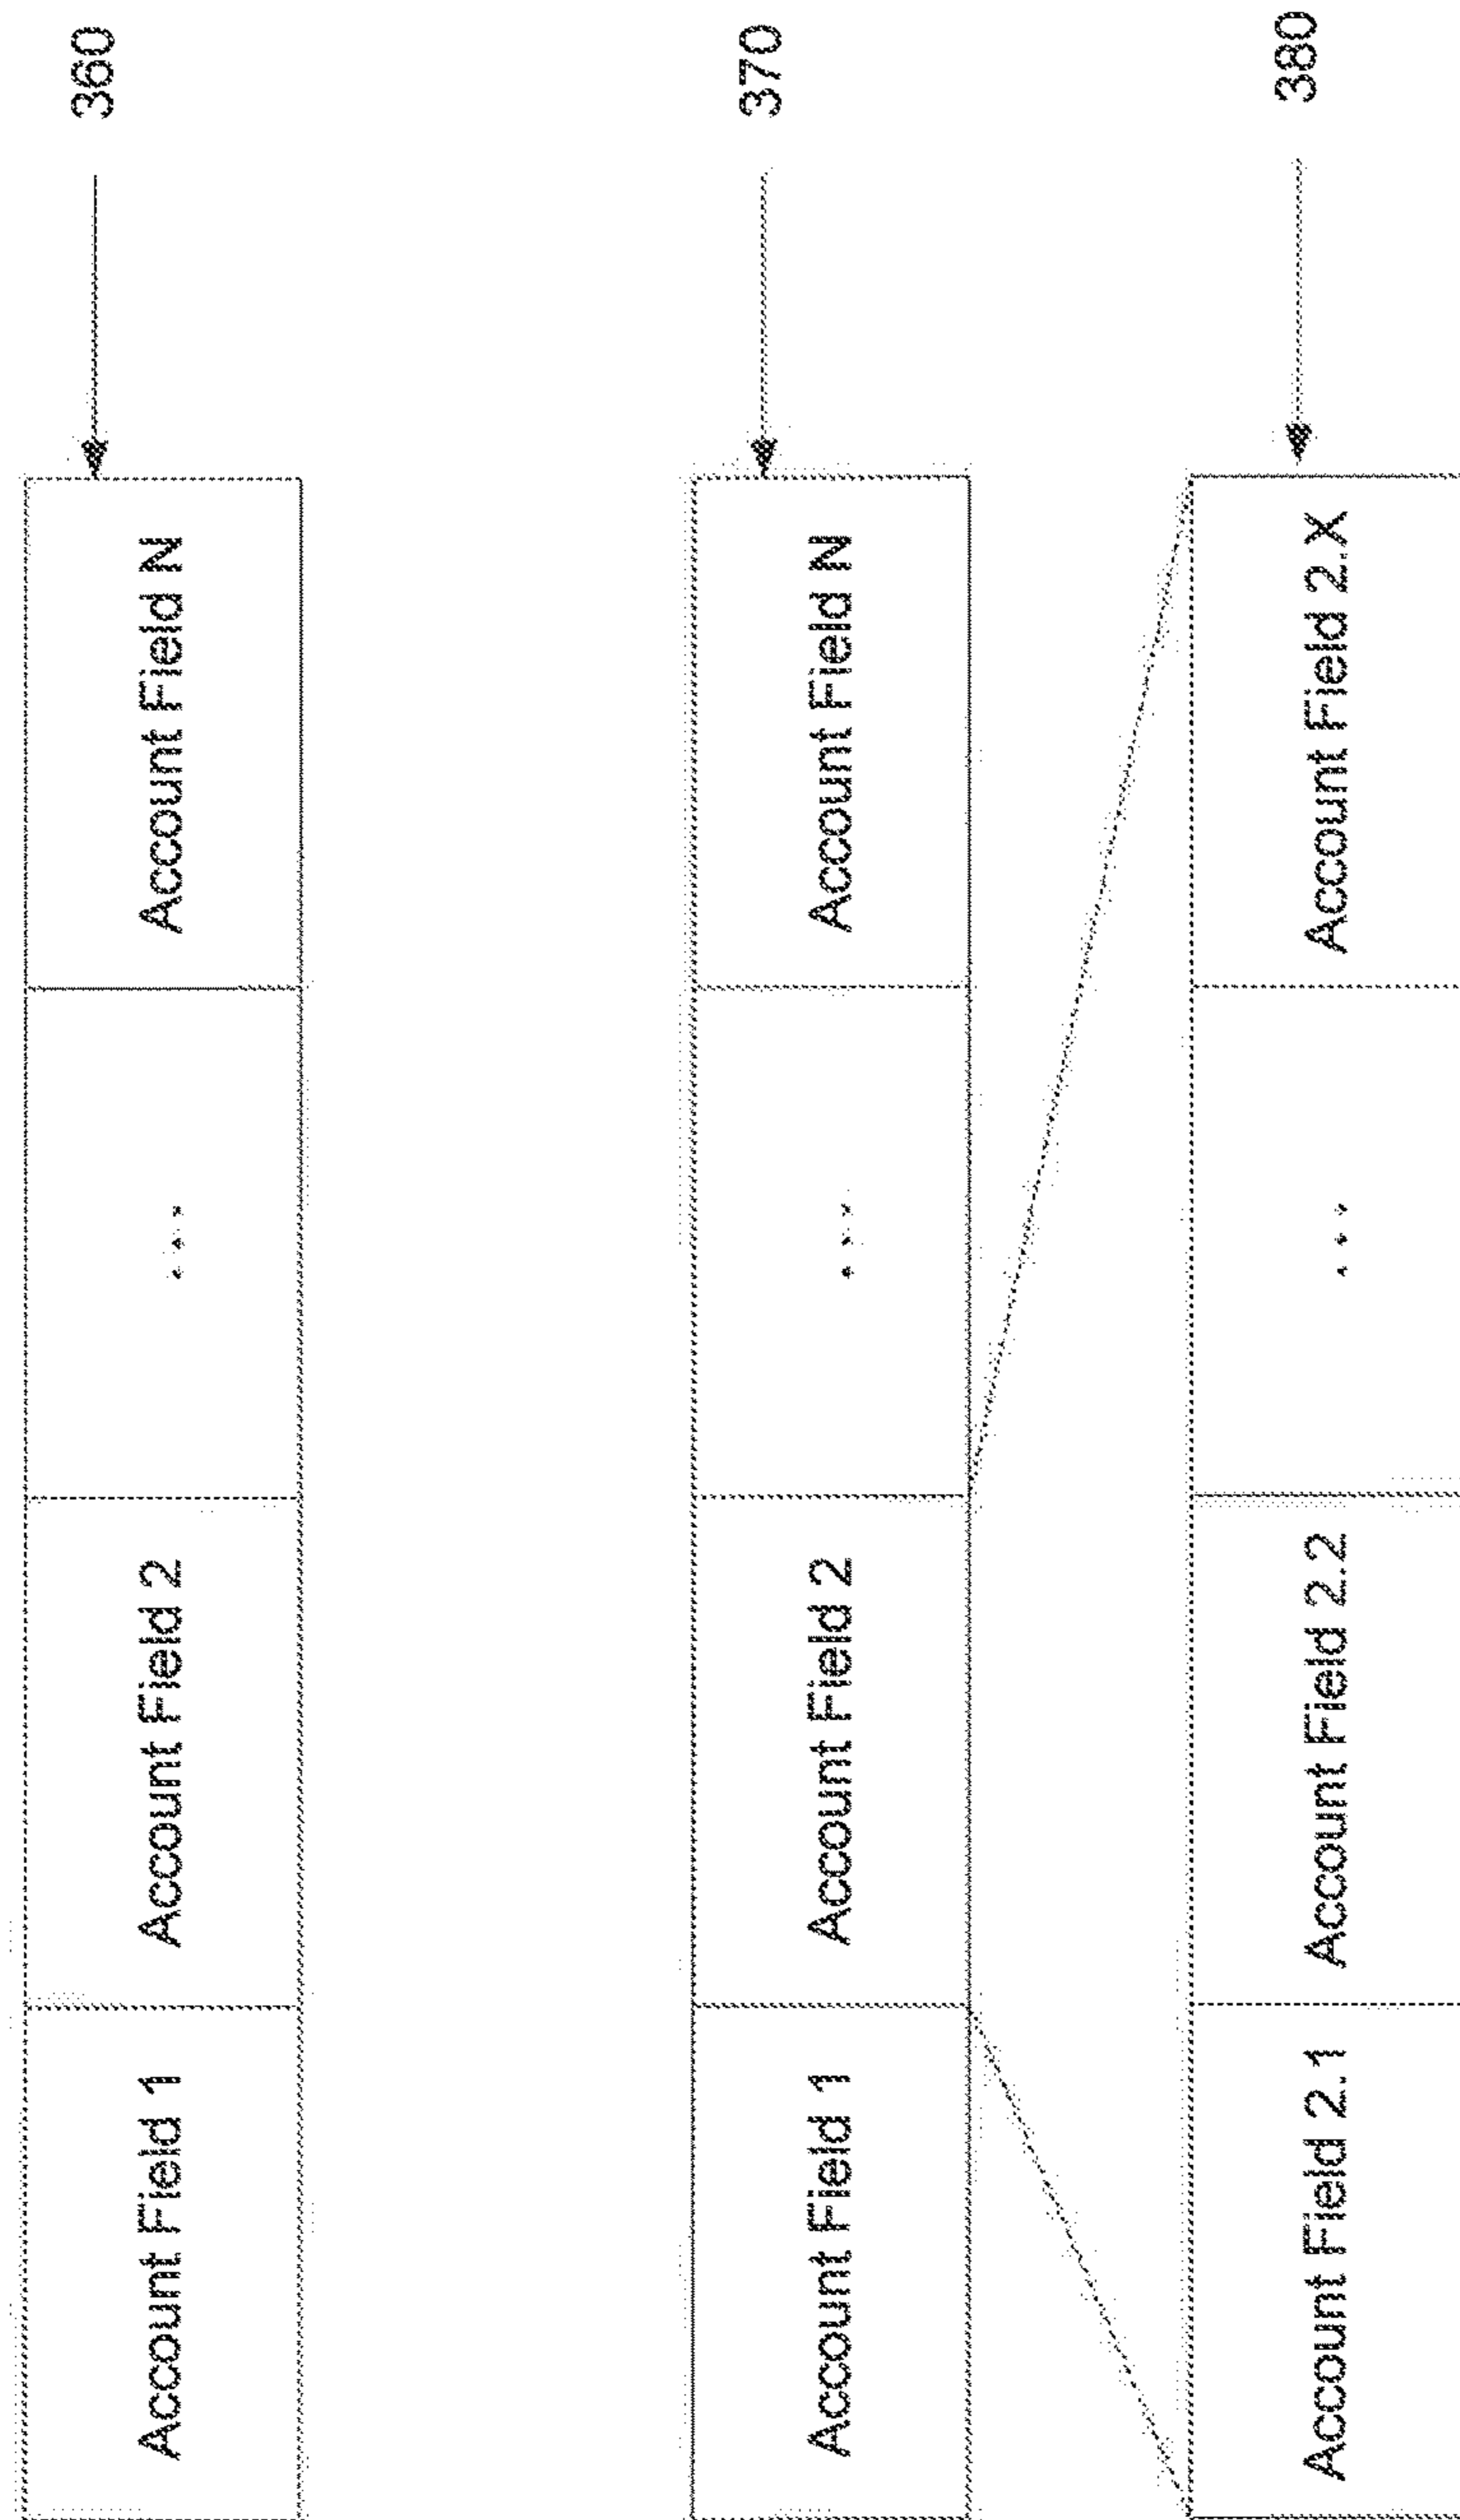 Account Field 1
Account Field 2
...
Account Field N
360
Account Field 1
Account Field 2
...
Account Field N
370
Account Field 2.1
Account Field 2.2
...
Account Field 2.X
380